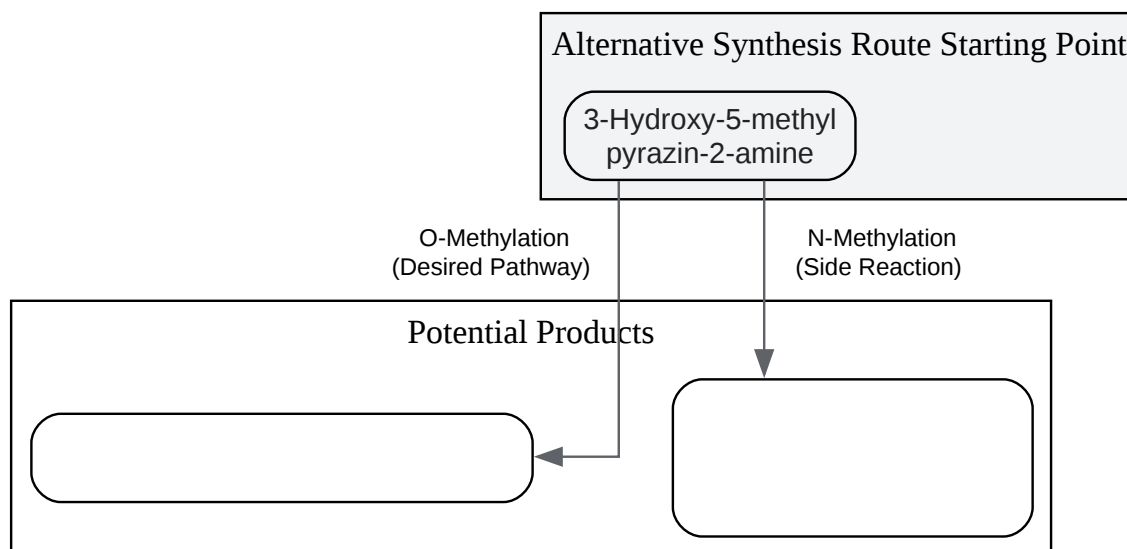 Alternative Synthesis Route Starting Point
3-Hydroxy-5-methyl
pyrazin-2-amine
O-Methylation
(Desired Pathway)
N-Methylation
(Side Reaction)
Potential Products